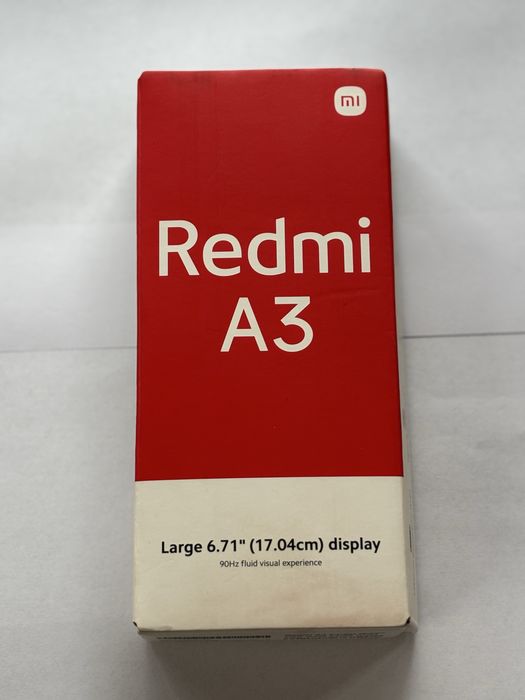 mi
Redmi
A3
Large 6.71" (17.04cm) display
90Hz fluid visual experience